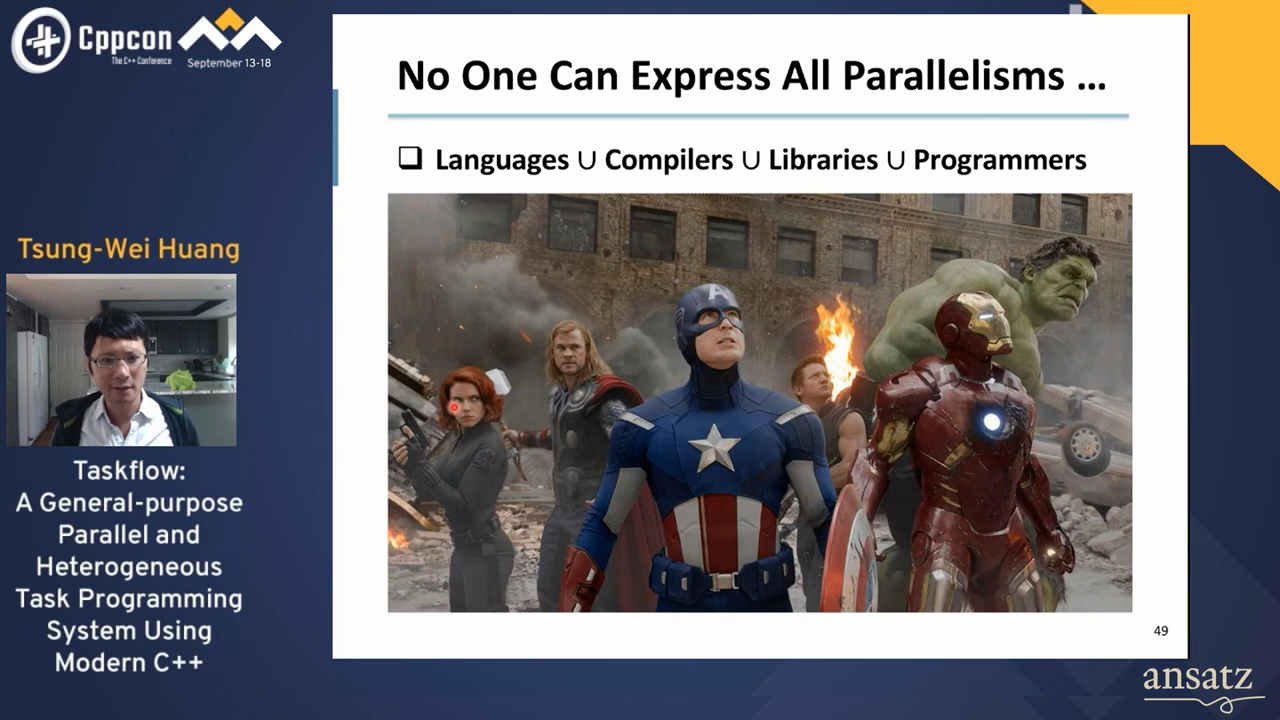 Cppcon
The C++ Conference
September 13-18
No One Can Express All Parallelisms …
Languages ∪ Compilers ∪ Libraries ∪ Programmers
A
49
Tsung-Wei Huang
Taskflow:
A General-purpose
Parallel and
Heterogeneous
Task Programming
System Using
Modern C++
ansatz